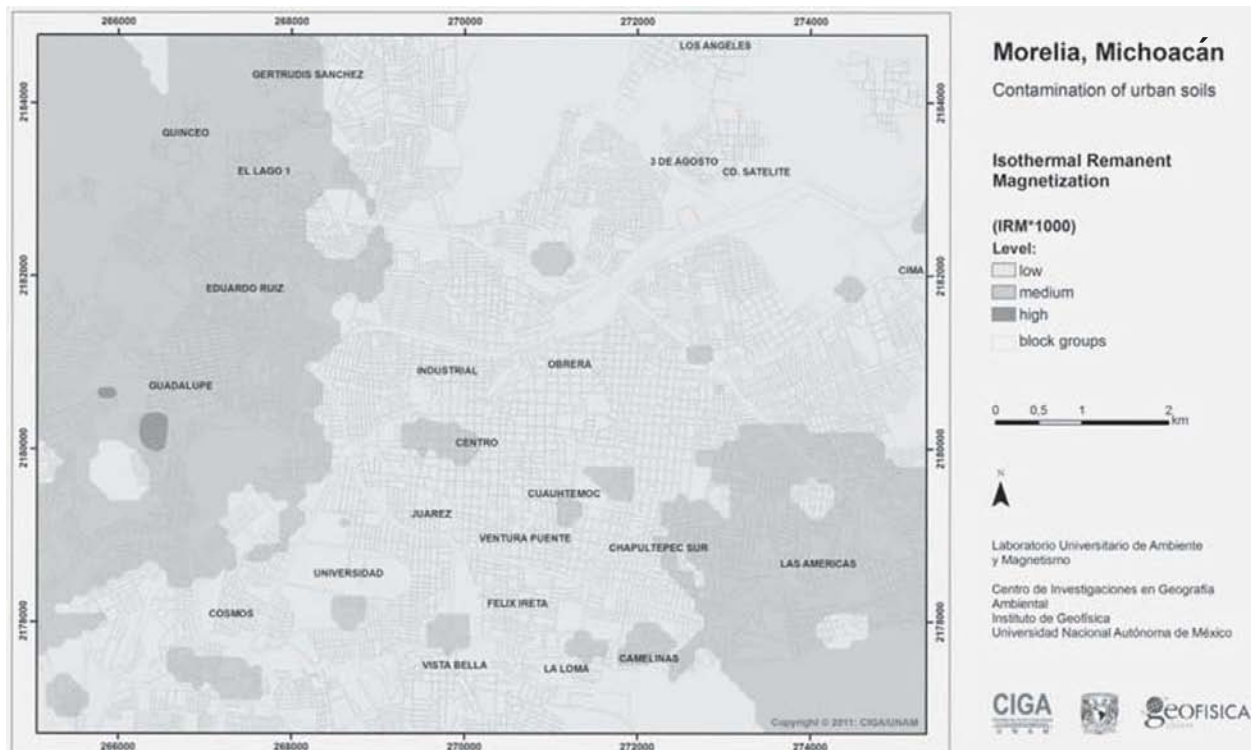 266000 268000 270000 272000 274000
LOS ANGELES
GERTRUDIS SANCHEZ
2184000 2184000
QUINCEO
3 DE AGOSTO
EL LAGO 1
CD. SATELITE
CIMA
2182000 2182000
EDUARDO RUIZ
OBRERA
INDUSTRIAL
GUADALUPE
CENTRO
2180000 2180000
CUAUHTEMOC
JUAREZ
VENTURA PUENTE
CHAPULTEPEC SUR
LAS AMERICAS
UNIVERSIDAD
FELIX IRETA
COSMOS
2178000 2178000
CAMELINAS
VISTA BELLA
LA LOMA
Copyright © 2011: CIGA/UNAM
266000 268000 270000 272000 274000
Morelia, Michoacán
Contamination of urban soils
Isothermal Remanent
Magnetization
(IRM*1000)
Level:
low
medium
high
block groups
0 0,5 1 2
km
N
Laboratorio Universitario de Ambiente
y Magnetismo
Centro de Investigaciones en Geografía
Ambiental
Instituto de Geofísica
Universidad Nacional Autónoma de México
CIGA
UNAM
GEOFISICA